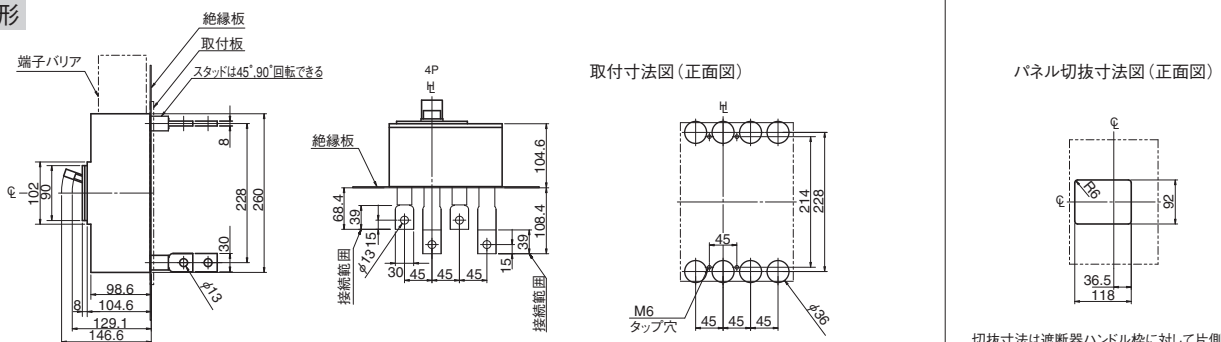 形
絶縁板
取付板
端子バリア
スタッドは45°,90°回転できる
8
102
90
228
260
30
φ13
98.6
8
104.6
129.1
146.6
4P
絶縁板
104.6
68.4
39
15
108.4
39
15
φ13
30
45
45
45
接続範囲
接続範囲
取付寸法図(正面図)
214
228
45
M6
タップ穴
45
45
45
φ36
パネル切抜寸法図(正面図)
R6
92
36.5
118
切抜寸法は遮断器ハンドル枠に対して片側